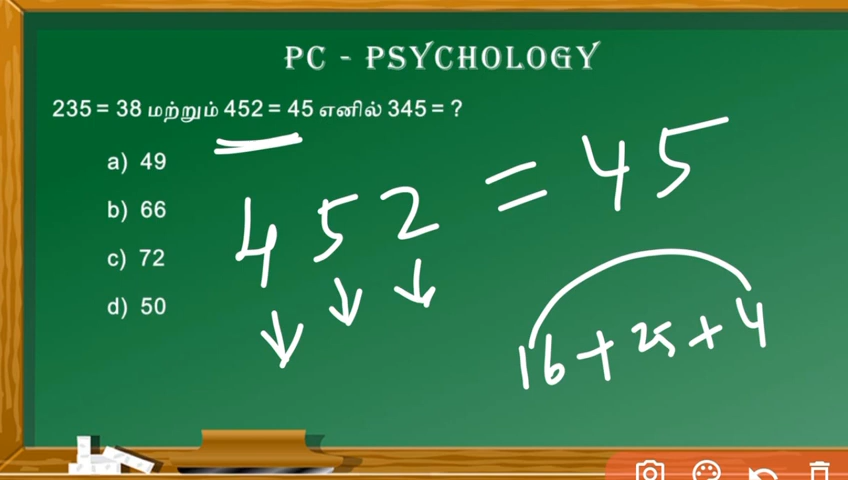 PC - PSYCHOLOGY
235 = 38 மற்றும் 452 = 45 எனில் 345 = ?
a) 49
b) 66
c) 72
d) 50
452 = 45
16 + 25 + 4